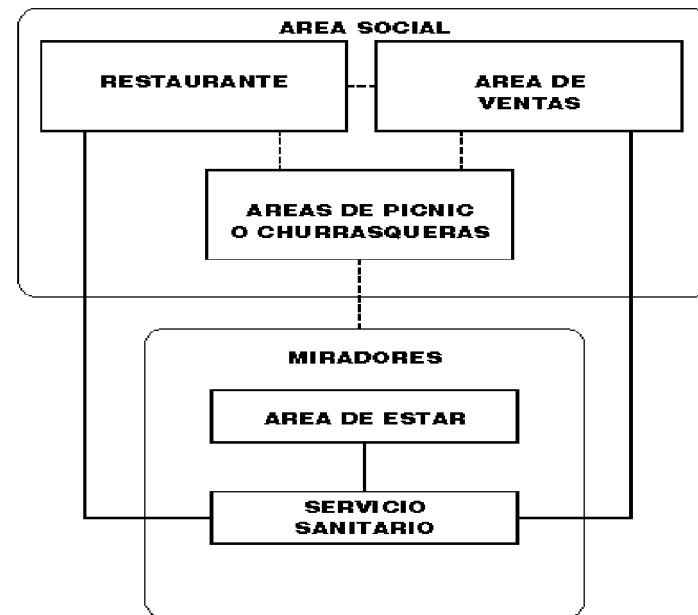 AREA SOCIAL
RESTAURANTE
AREA DE
VENTAS
AREAS DE PICNIC
O CHURRASQUERAS
MIRADORES
AREA DE ESTAR
SERVICIO
SANITARIO